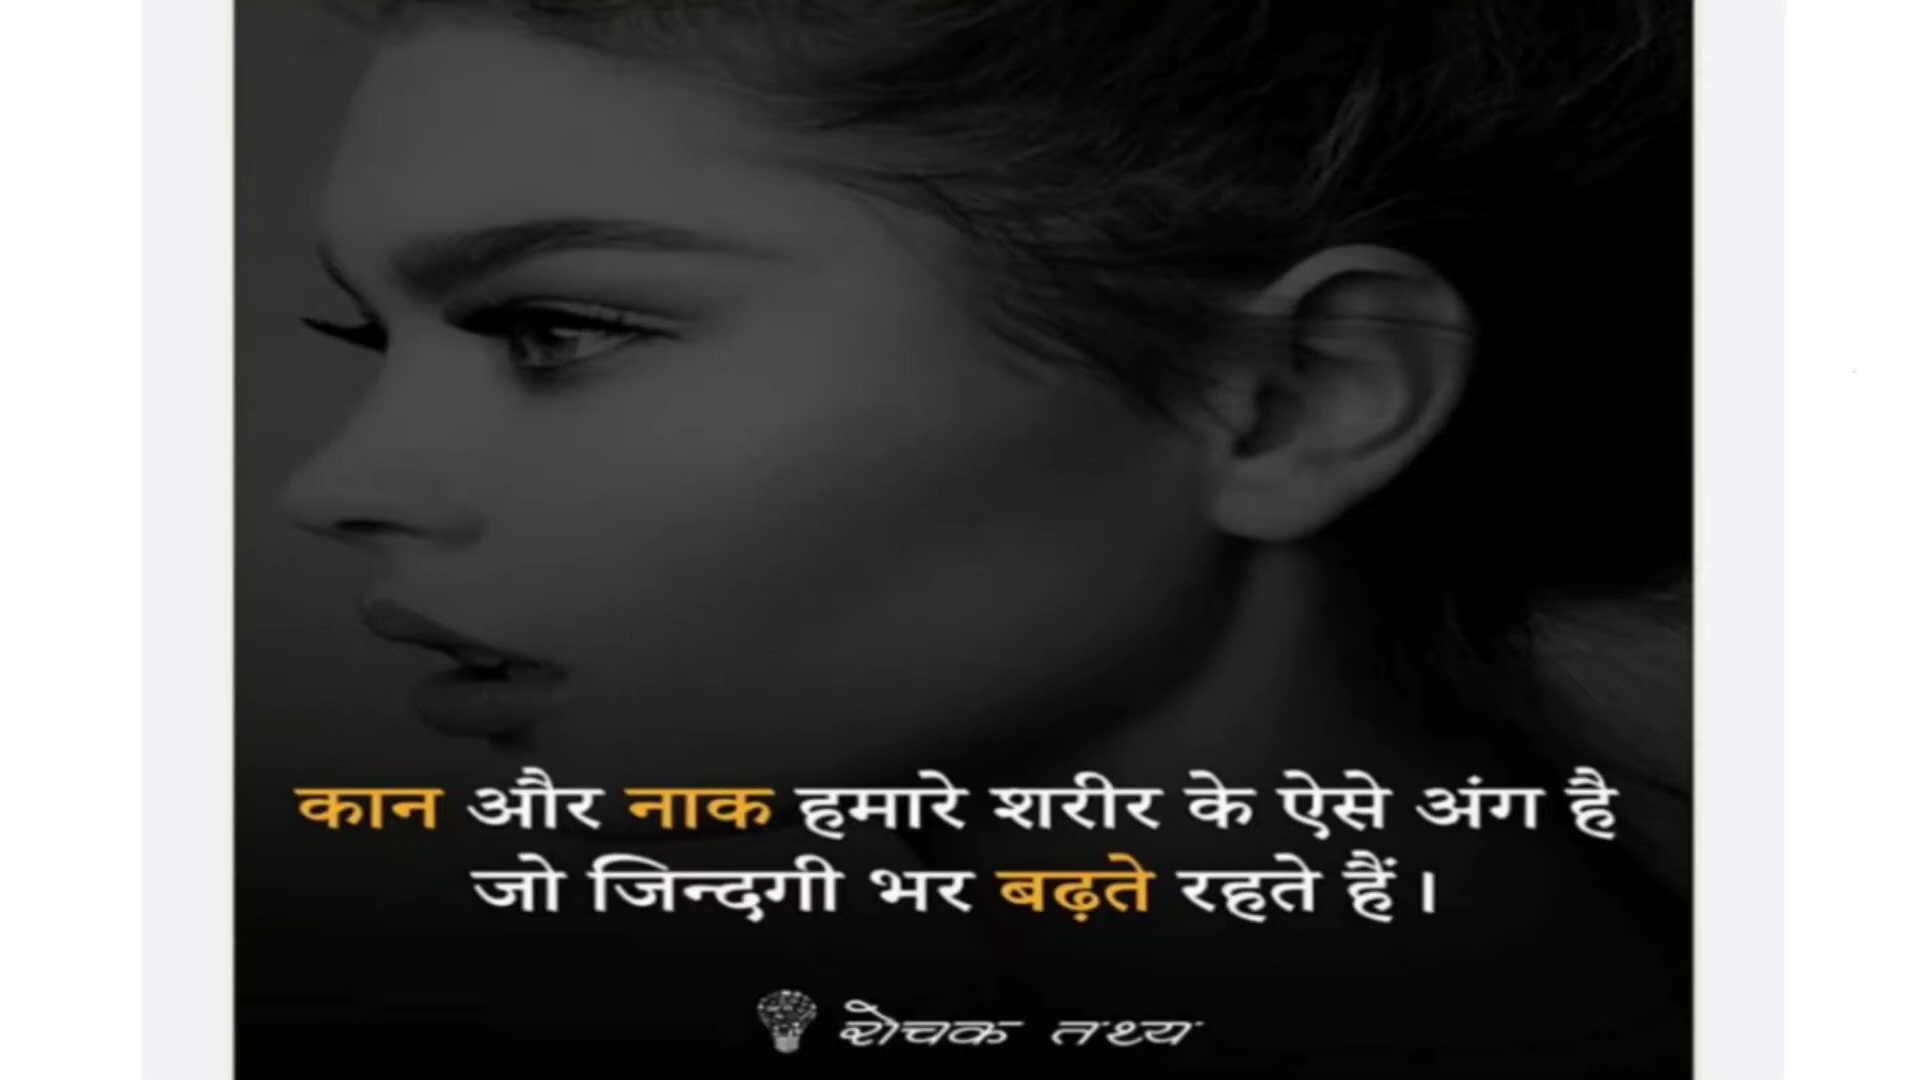 कान और नाक हमारे शरीर के ऐसे अंग है
जो जिन्दगी भर बढ़ते रहते हैं।
रोचक तथ्य